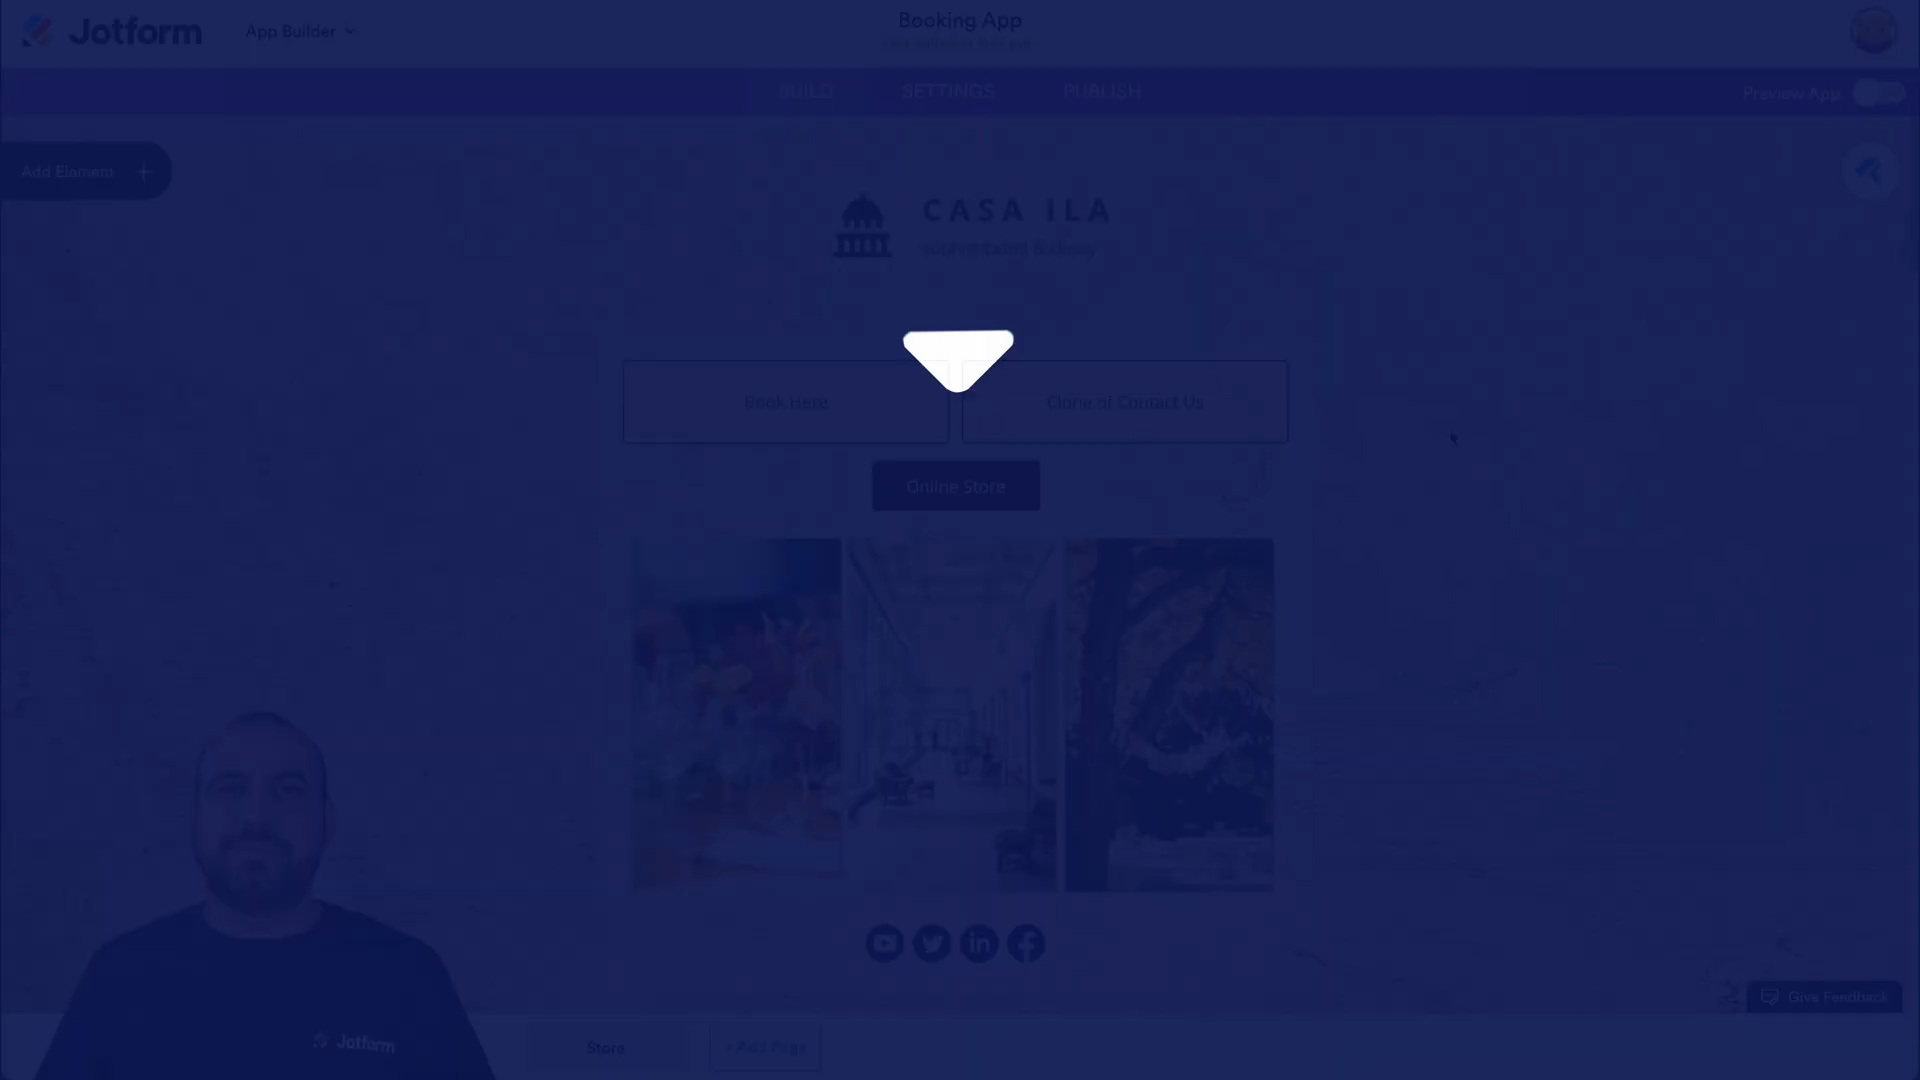 Jotform
App Builder
Booking App
BUILD
SETTINGS
PUBLISH
Preview App
Add Element
CASA ILA
Book Here
Clone of Contact Us
Online Store
Give Feedback
Jotform
Store
+ Add Page